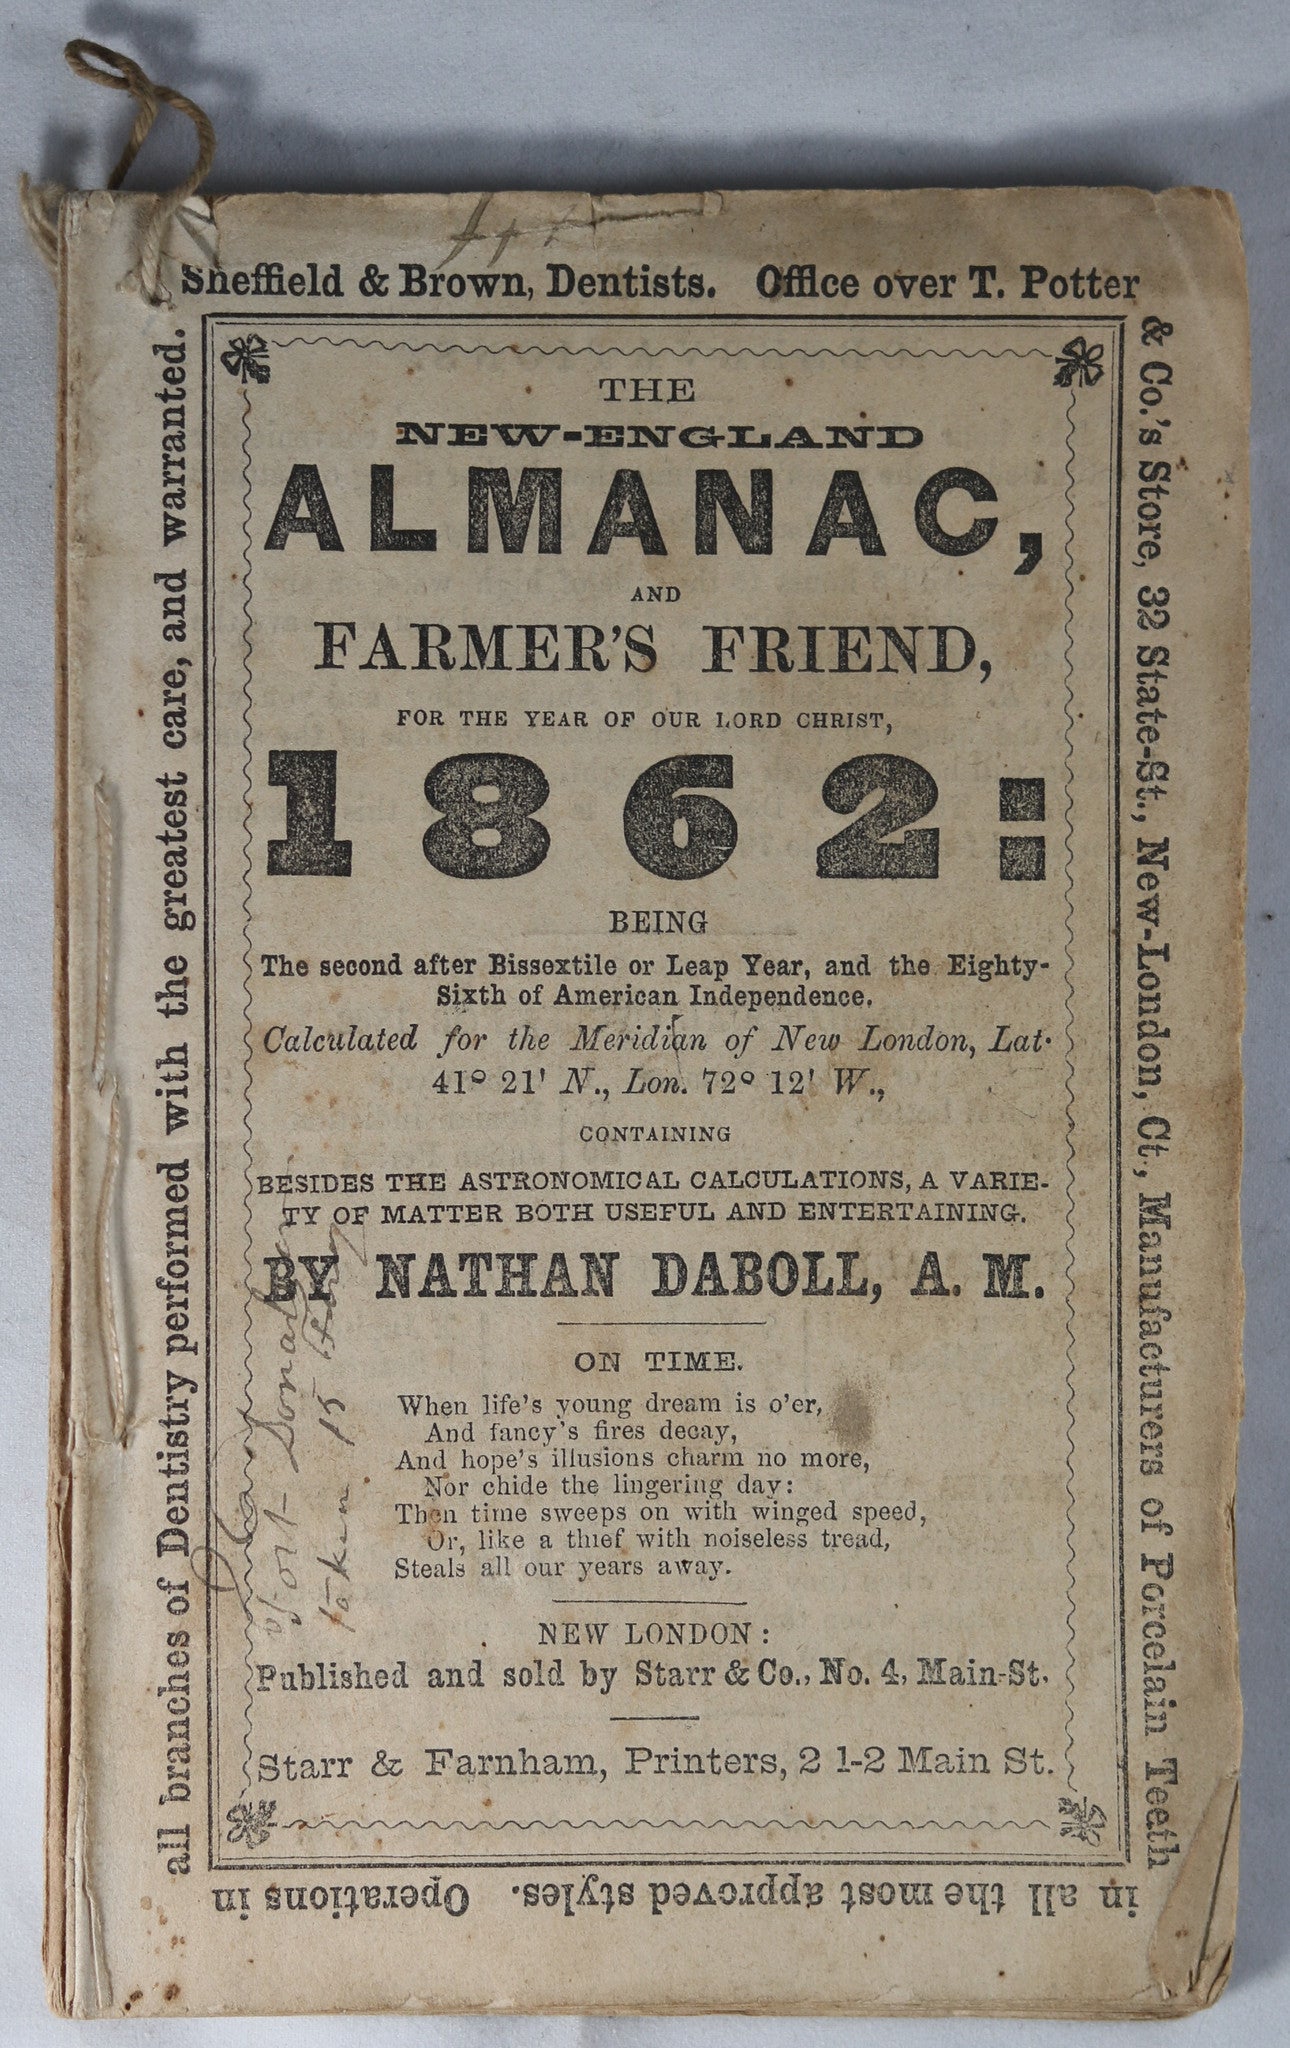 Sheffield & Brown, Dentists. Office over T. Potter
& Co.'s Store, 32 State-St., New-London, Ct., Manufacturers of Porcelain Teeth
in all the most approved styles. Operations in
all branches of Dentistry performed with the greatest care, and warranted.
THE
NEW-ENGLAND
ALMANAC,
AND
FARMER'S FRIEND,
FOR THE YEAR OF OUR LORD CHRIST,
1862:
BEING
The second after Bissextile or Leap Year, and the Eighty-
Sixth of American Independence.
Calculated for the Meridian of New London, Lat.
41° 21' N., Lon. 72° 12' W.,
CONTAINING
BESIDES THE ASTRONOMICAL CALCULATIONS, A VARIE-
TY OF MATTER BOTH USEFUL AND ENTERTAINING.
BY NATHAN DABOLL, A. M.
ON TIME.
When life's young dream is o'er,
And fancy's fires decay,
And hope's illusions charm no more,
Nor chide the lingering day:
Then time sweeps on with winged speed,
Or, like a thief with noiseless tread,
Steals all our years away.
NEW LONDON:
Published and sold by Starr & Co., No. 4, Main-St.
Starr & Farnham, Printers, 2 1-2 Main St.
Fort Donalson
taken 15